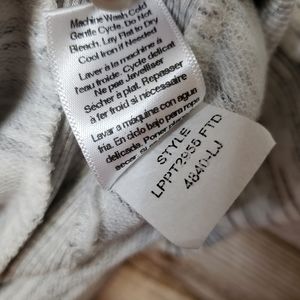 Machine Wash Cold
Gentle Cycle. Do Not
Bleach. Lay Flat to Dry
Cool Iron if Needed
Laver à la machine à
l'eau froide. Cycle délicat
Ne pas Javelliser
Sécher à plat. Repasser
à fer froid si nécessaire
Lavar a máquina con agua
fría. En ciclo bajo para ropa
delicada. Poner
STYLE
LPPT2955 FTD
4840-LJ